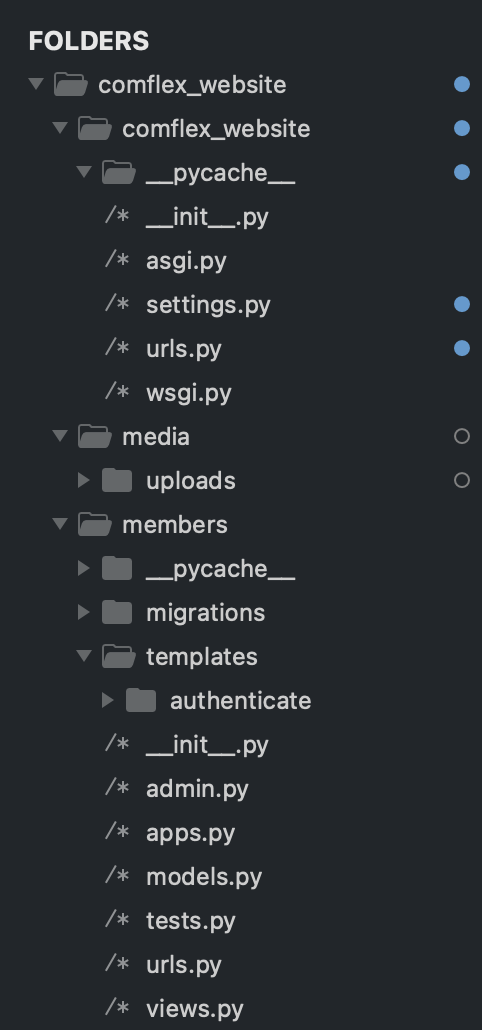 FOLDERS
comflex_website
comflex_website
__pycache__
/* __init__.py
/* asgi.py
/* settings.py
/* urls.py
/* wsgi.py
media
uploads
members
__pycache__
migrations
templates
authenticate
/* __init__.py
/* admin.py
/* apps.py
/* models.py
/* tests.py
/* urls.py
/* views.py